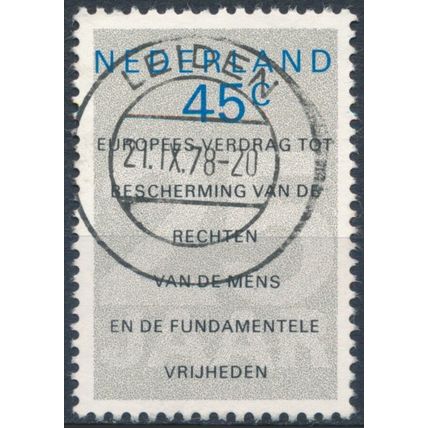 NEDERLAND
LEIDEN
45C
EUROPEES VERDRAG TOT
21.IX.78-20
BESCHERMING VAN DE
RECHTEN
VAN DE MENS
EN DE FUNDAMENTELE
VRIJHEDEN